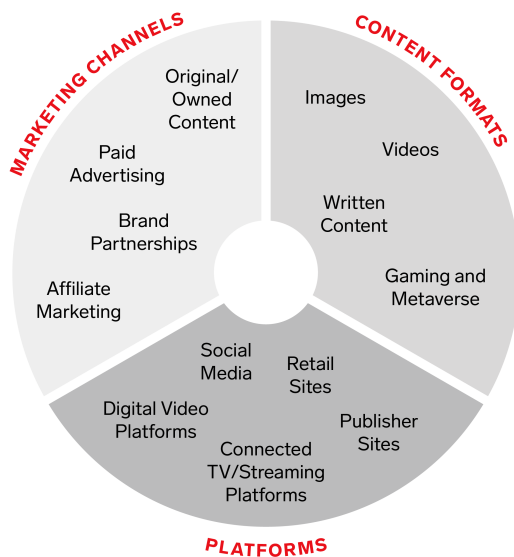 MARKETING CHANNELS
Original/
Owned
Content
Paid
Advertising
Brand
Partnerships
Affiliate
Marketing
CONTENT FORMATS
Images
Videos
Written
Content
Gaming and
Metaverse
Social
Media
Retail
Sites
Digital Video
Platforms
Publisher
Sites
Connected
TV/Streaming
Platforms
PLATFORMS